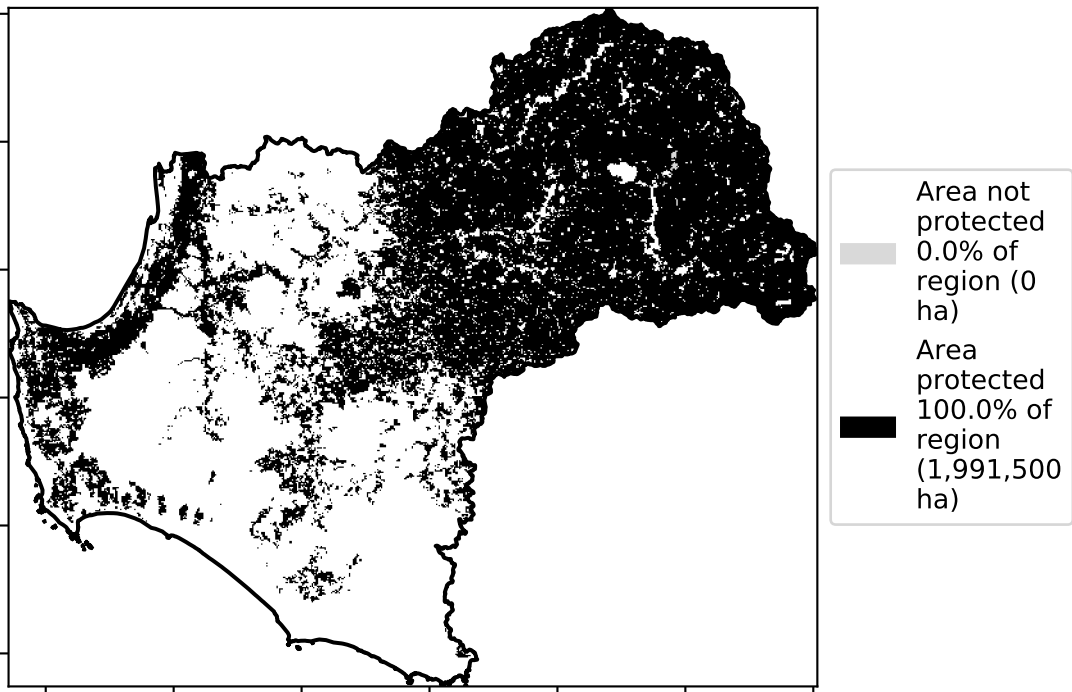 Area not
protected
0.0% of
region (0
ha)
Area
protected
100.0% of
region
(1,991,500
ha)